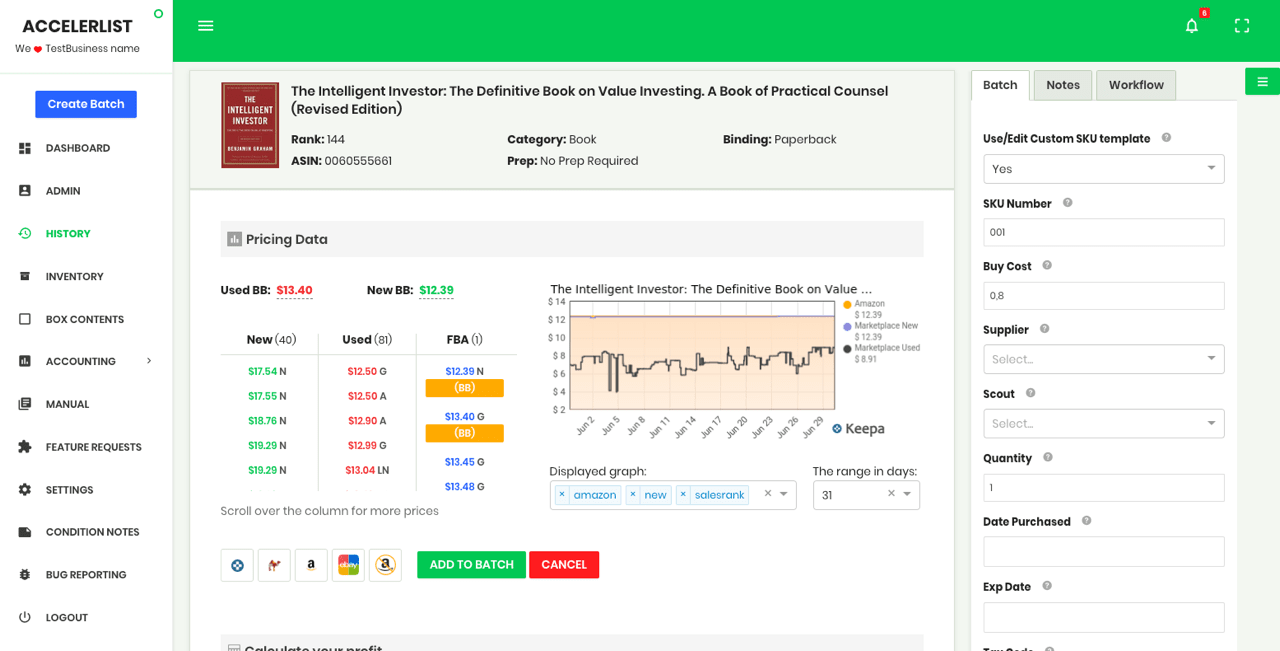 ACCELERLIST
We TestBusiness name
Create Batch
DASHBOARD
ADMIN
HISTORY
INVENTORY
BOX CONTENTS
ACCOUNTING
MANUAL
FEATURE REQUESTS
SETTINGS
CONDITION NOTES
BUG REPORTING
LOGOUT
6
THE
INTELLIGENT
INVESTOR
BENJAMIN GRAHAM
The Intelligent Investor: The Definitive Book on Value Investing. A Book of Practical Counsel
(Revised Edition)
Rank: 144
Category: Book
Binding: Paperback
ASIN: 0060555661
Prep: No Prep Required
Pricing Data
Used BB: $13.40
New BB: $12.39
New (40)
Used (81)
FBA (1)
$17.54 N
$17.55 N
$18.76 N
$19.29 N
$19.29 N
$12.50 G
$12.50 A
$12.90 A
$12.99 G
$13.04 LN
$12.39 N
(BB)
$13.40 G
(BB)
$13.45 G
$13.48 G
Scroll over the column for more prices
The Intelligent Investor: The Definitive Book on Value ...
$ 14
$ 12
$ 10
$ 8
$ 6
$ 4
$ 2
Jun 2
Jun 5
Jun 8
Jun 11
Jun 14
Jun 17
Jun 20
Jun 23
Jun 26
Jun 29
Amazon
$ 12.39
Marketplace New
$ 12.39
Marketplace Used
$ 8.91
Keepa
Displayed graph:
× amazon × new × salesrank ×
The range in days:
31 ×
a
ebay
a
ADD TO BATCH
CANCEL
Calculate your profit
Batch
Notes
Workflow
Use/Edit Custom SKU template ?
Yes
SKU Number ?
001
Buy Cost ?
0,8
Supplier ?
Select...
Scout ?
Select...
Quantity ?
1
Date Purchased ?
Exp Date ?
Tax Code ?